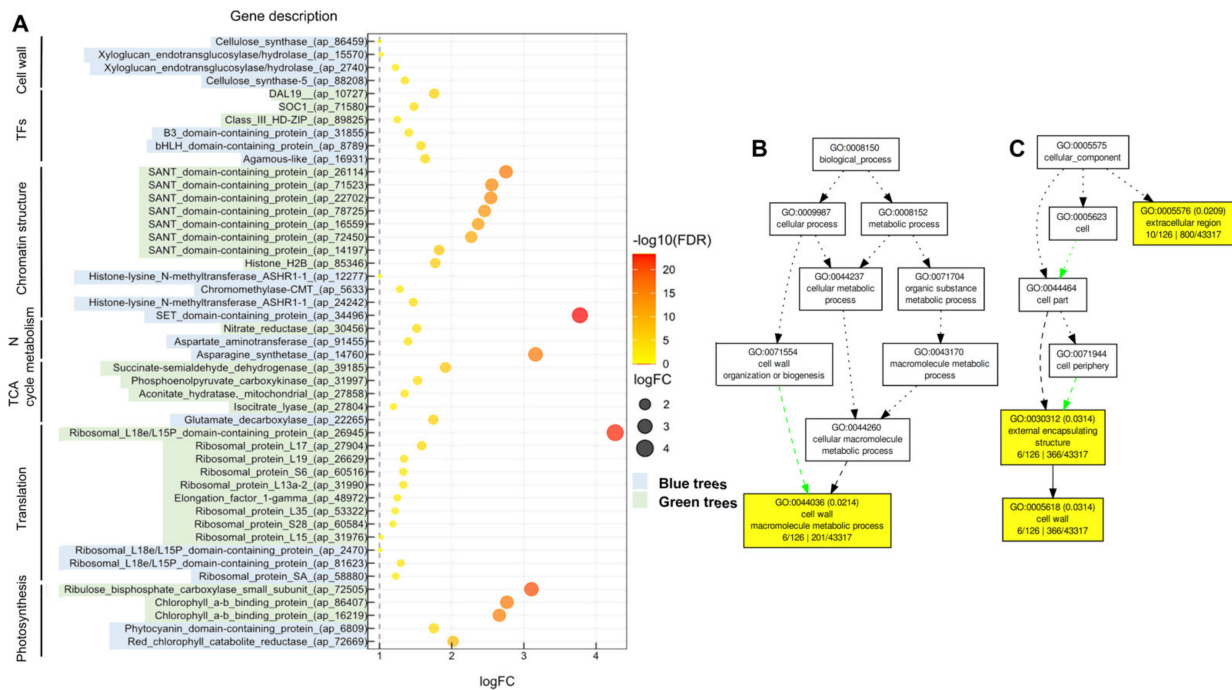 A
Gene description
Cell wall
Cellulose_synthase_(ap_86459)
Xyloglucan_endotransglucosylase/hydrolase_(ap_15570)
Xyloglucan_endotransglucosylase/hydrolase_(ap_2740)
Cellulose_synthase-5_(ap_88208)
TFs
DAL19__(ap_10727)
SOC1_(ap_71580)
Class_III_HD-ZIP_(ap_89825)
B3_domain-containing_protein_(ap_31855)
bHLH_domain-containing_protein_(ap_8789)
Agamous-like_(ap_16931)
Chromatin structure
SANT_domain-containing_protein_(ap_26114)
SANT_domain-containing_protein_(ap_71523)
SANT_domain-containing_protein_(ap_22702)
SANT_domain-containing_protein_(ap_78725)
SANT_domain-containing_protein_(ap_16559)
SANT_domain-containing_protein_(ap_72450)
SANT_domain-containing_protein_(ap_14197)
Histone_H2B_(ap_85346)
Histone-lysine_N-methyltransferase_ASHR1-1_(ap_12277)
Chromomethylase-CMT_(ap_5633)
Histone-lysine_N-methyltransferase_ASHR1-1_(ap_24242)
SET_domain-containing_protein_(ap_34496)
N
metabolism
Nitrate_reductase_(ap_30456)
Aspartate_aminotransferase_(ap_91455)
Asparagine_synthetase_(ap_14760)
TCA
cycle
Succinate-semialdehyde_dehydrogenase_(ap_39185)
Phosphoenolpyruvate_carboxykinase_(ap_31997)
Aconitate_hydratase,_mitochondrial_(ap_27858)
Isocitrate_lyase_(ap_27804)
Glutamate_decarboxylase_(ap_22265)
Translation
Ribosomal_L18e/L15P_domain-containing_protein_(ap_26945)
Ribosomal_protein_L17_(ap_27904)
Ribosomal_protein_L19_(ap_26629)
Ribosomal_protein_S6_(ap_60516)
Ribosomal_protein_L13a-2_(ap_31990)
Elongation_factor_1-gamma_(ap_48972)
Ribosomal_protein_L35_(ap_53322)
Ribosomal_protein_S28_(ap_60584)
Ribosomal_protein_L15_(ap_31976)
Ribosomal_L18e/L15P_domain-containing_protein_(ap_2470)
Ribosomal_L18e/L15P_domain-containing_protein_(ap_81623)
Ribosomal_protein_SA_(ap_58880)
Photosynthesis
Ribulose_bisphosphate_carboxylase_small_subunit_(ap_72505)
Chlorophyll_a-b_binding_protein_(ap_86407)
Chlorophyll_a-b_binding_protein_(ap_16219)
Phytocyanin_domain-containing_protein_(ap_6809)
Red_chlorophyll_catabolite_reductase_(ap_72669)
1 2 3 4
logFC
-log10(FDR)
20
15
10
5
0
logFC
2
3
4
Blue trees
Green trees
B
GO:0008150
biological_process
GO:0009987
cellular process
GO:0008152
metabolic process
GO:0044237
cellular metabolic
process
GO:0071704
organic substance
metabolic process
GO:0071554
cell wall
organization or biogenesis
GO:0043170
macromolecule metabolic
process
GO:0044260
cellular macromolecule
metabolic process
GO:0044036 (0.0214)
cell wall
macromolecule metabolic process
6/126 | 201/43317
C
GO:0005575
cellular_component
GO:0005623
cell
GO:0005576 (0.0209)
extracellular region
10/126 | 800/43317
GO:0044464
cell part
GO:0071944
cell periphery
GO:0030312 (0.0314)
external encapsulating
structure
6/126 | 366/43317
GO:0005618 (0.0314)
cell wall
6/126 | 366/43317